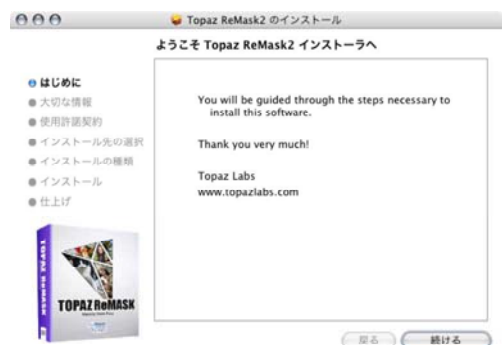 Topaz ReMask2 のインストール
ようこそ Topaz ReMask2 インストーラへ
はじめに
大切な情報
使用許諾契約
インストール先の選択
インストールの種類
インストール
仕上げ
You will be guided through the steps necessary to
install this software.
Thank you very much!
Topaz Labs
www.topazlabs.com
TOPAZ REMASK
TOPAZ ReMASK
戻る
続ける